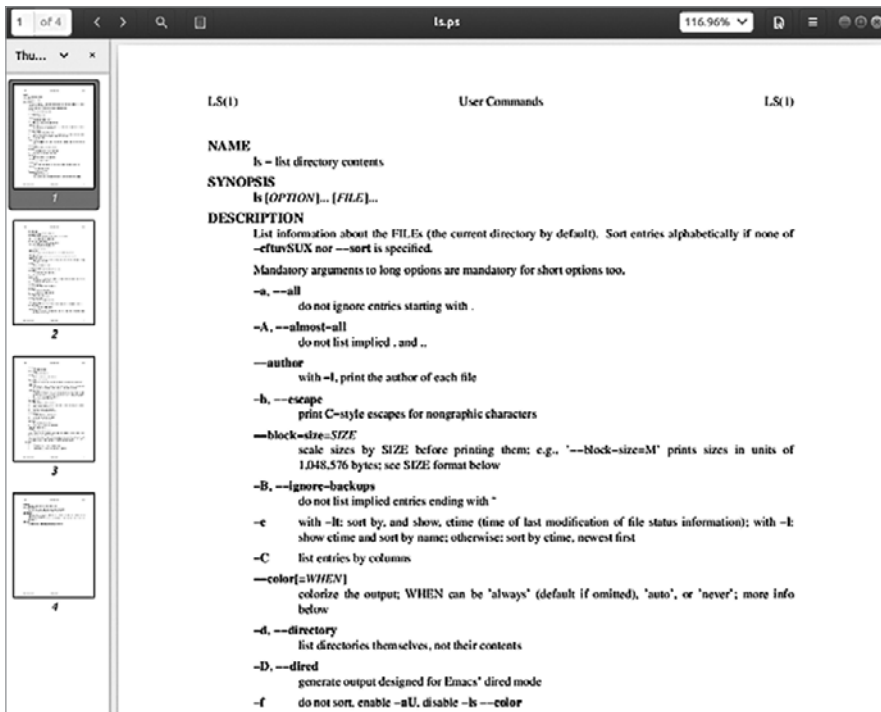 1 of 4
ls.ps
116.96%
Thu...
1
2
3
4
LS(1) User Commands LS(1)
NAME
ls – list directory contents
SYNOPSIS
ls [OPTION]... [FILE]...
DESCRIPTION
List information about the FILEs (the current directory by default). Sort entries alphabetically if none of
–cftuvSUX nor ––sort is specified.
Mandatory arguments to long options are mandatory for short options too.
–a, ––all
do not ignore entries starting with .
–A, ––almost–all
do not list implied . and ..
––author
with –l, print the author of each file
–b, ––escape
print C–style escapes for nongraphic characters
––block–size=SIZE
scale sizes by SIZE before printing them; e.g., '––block–size=M' prints sizes in units of
1,048,576 bytes; see SIZE format below
–B, ––ignore–backups
do not list implied entries ending with ~
–c with –lt: sort by, and show, ctime (time of last modification of file status information); with –l:
show ctime and sort by name; otherwise: sort by ctime, newest first
–C list entries by columns
––color[=WHEN]
colorize the output; WHEN can be 'always' (default if omitted), 'auto', or 'never'; more info
below
–d, ––directory
list directories themselves, not their contents
–D, ––dired
generate output designed for Emacs' dired mode
–f do not sort, enable –aU, disable –ls ––color